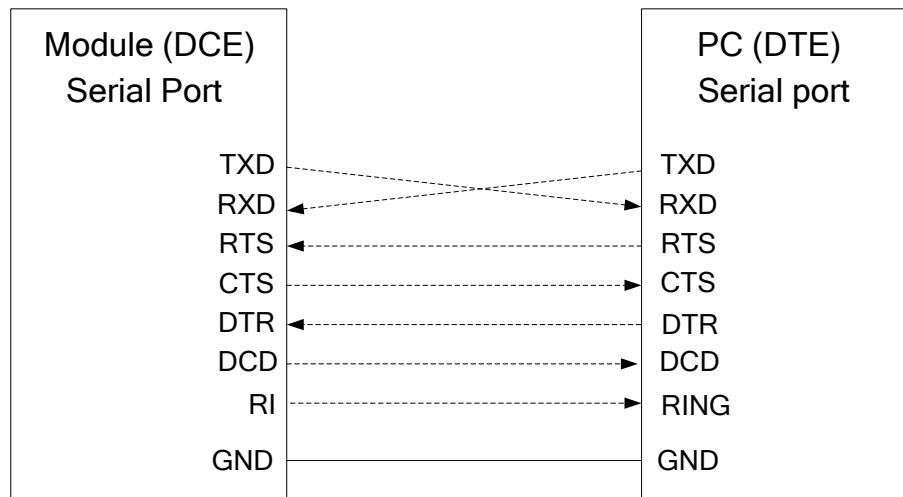 Module (DCE)
Serial Port
TXD
RXD
RTS
CTS
DTR
DCD
RI
GND
PC (DTE)
Serial port
TXD
RXD
RTS
CTS
DTR
DCD
RING
GND